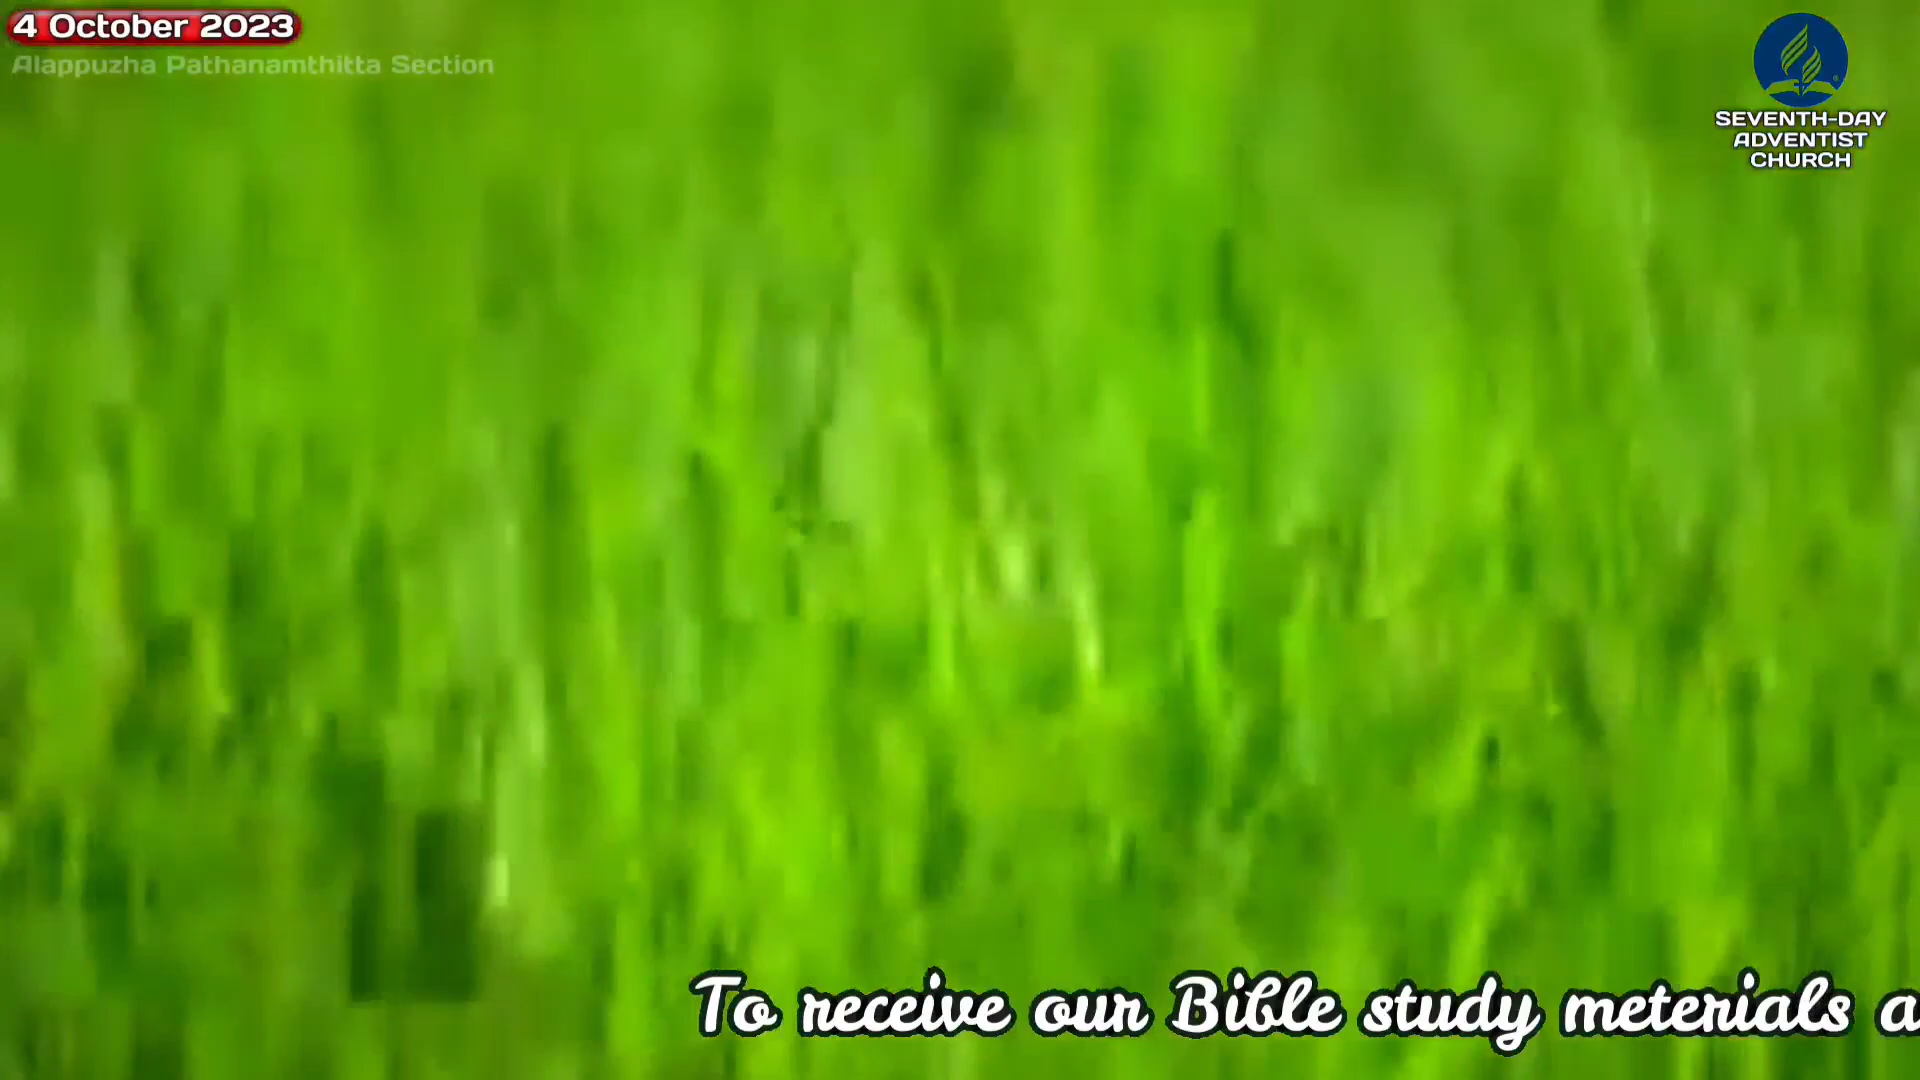 4 October 2023
Alappuzha Pathanamthitta Section
SEVENTH-DAY
ADVENTIST
CHURCH
To receive our Bible study meterials a